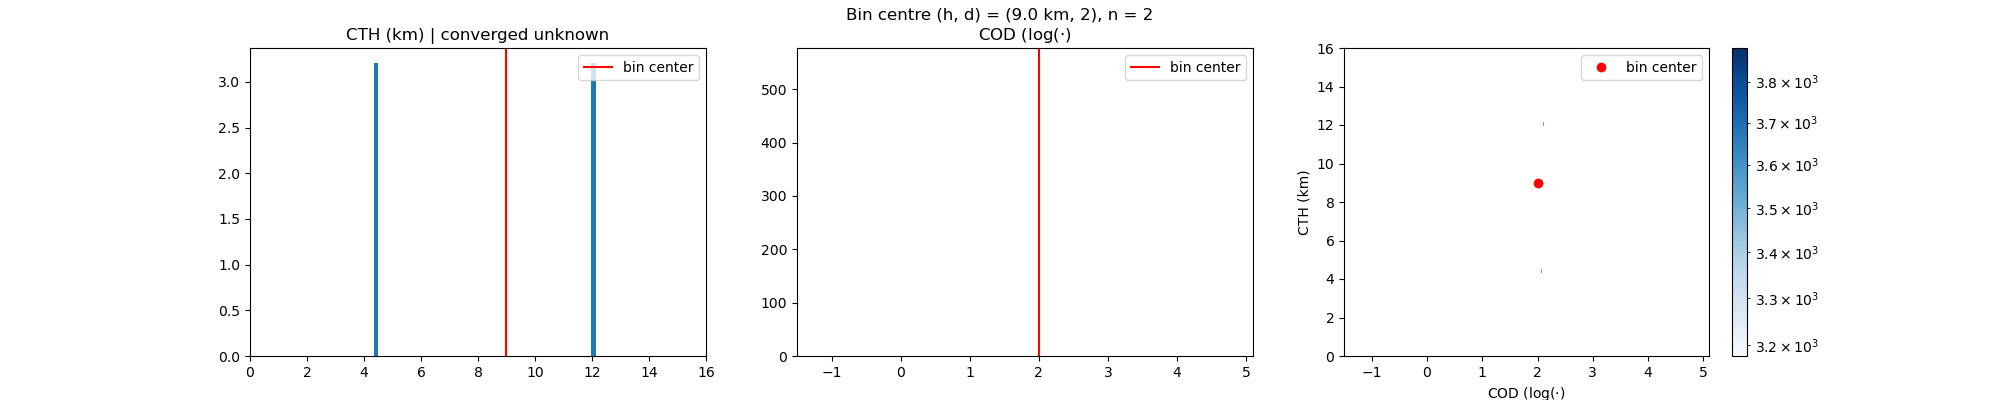 Bin centre (h, d) = (9.0 km, 2), n = 2
CTH (km) | converged unknown
3.0
2.5
2.0
1.5
1.0
0.5
0.0
0 2 4 6 8 10 12 14 16
bin center
COD (log(·)
500
400
300
200
100
0
−1 0 1 2 3 4 5
bin center
CTH (km)
16
14
12
10
8
6
4
2
0
−1 0 1 2 3 4 5
COD (log(·)
bin center
3.8 × 10³
3.7 × 10³
3.6 × 10³
3.5 × 10³
3.4 × 10³
3.3 × 10³
3.2 × 10³